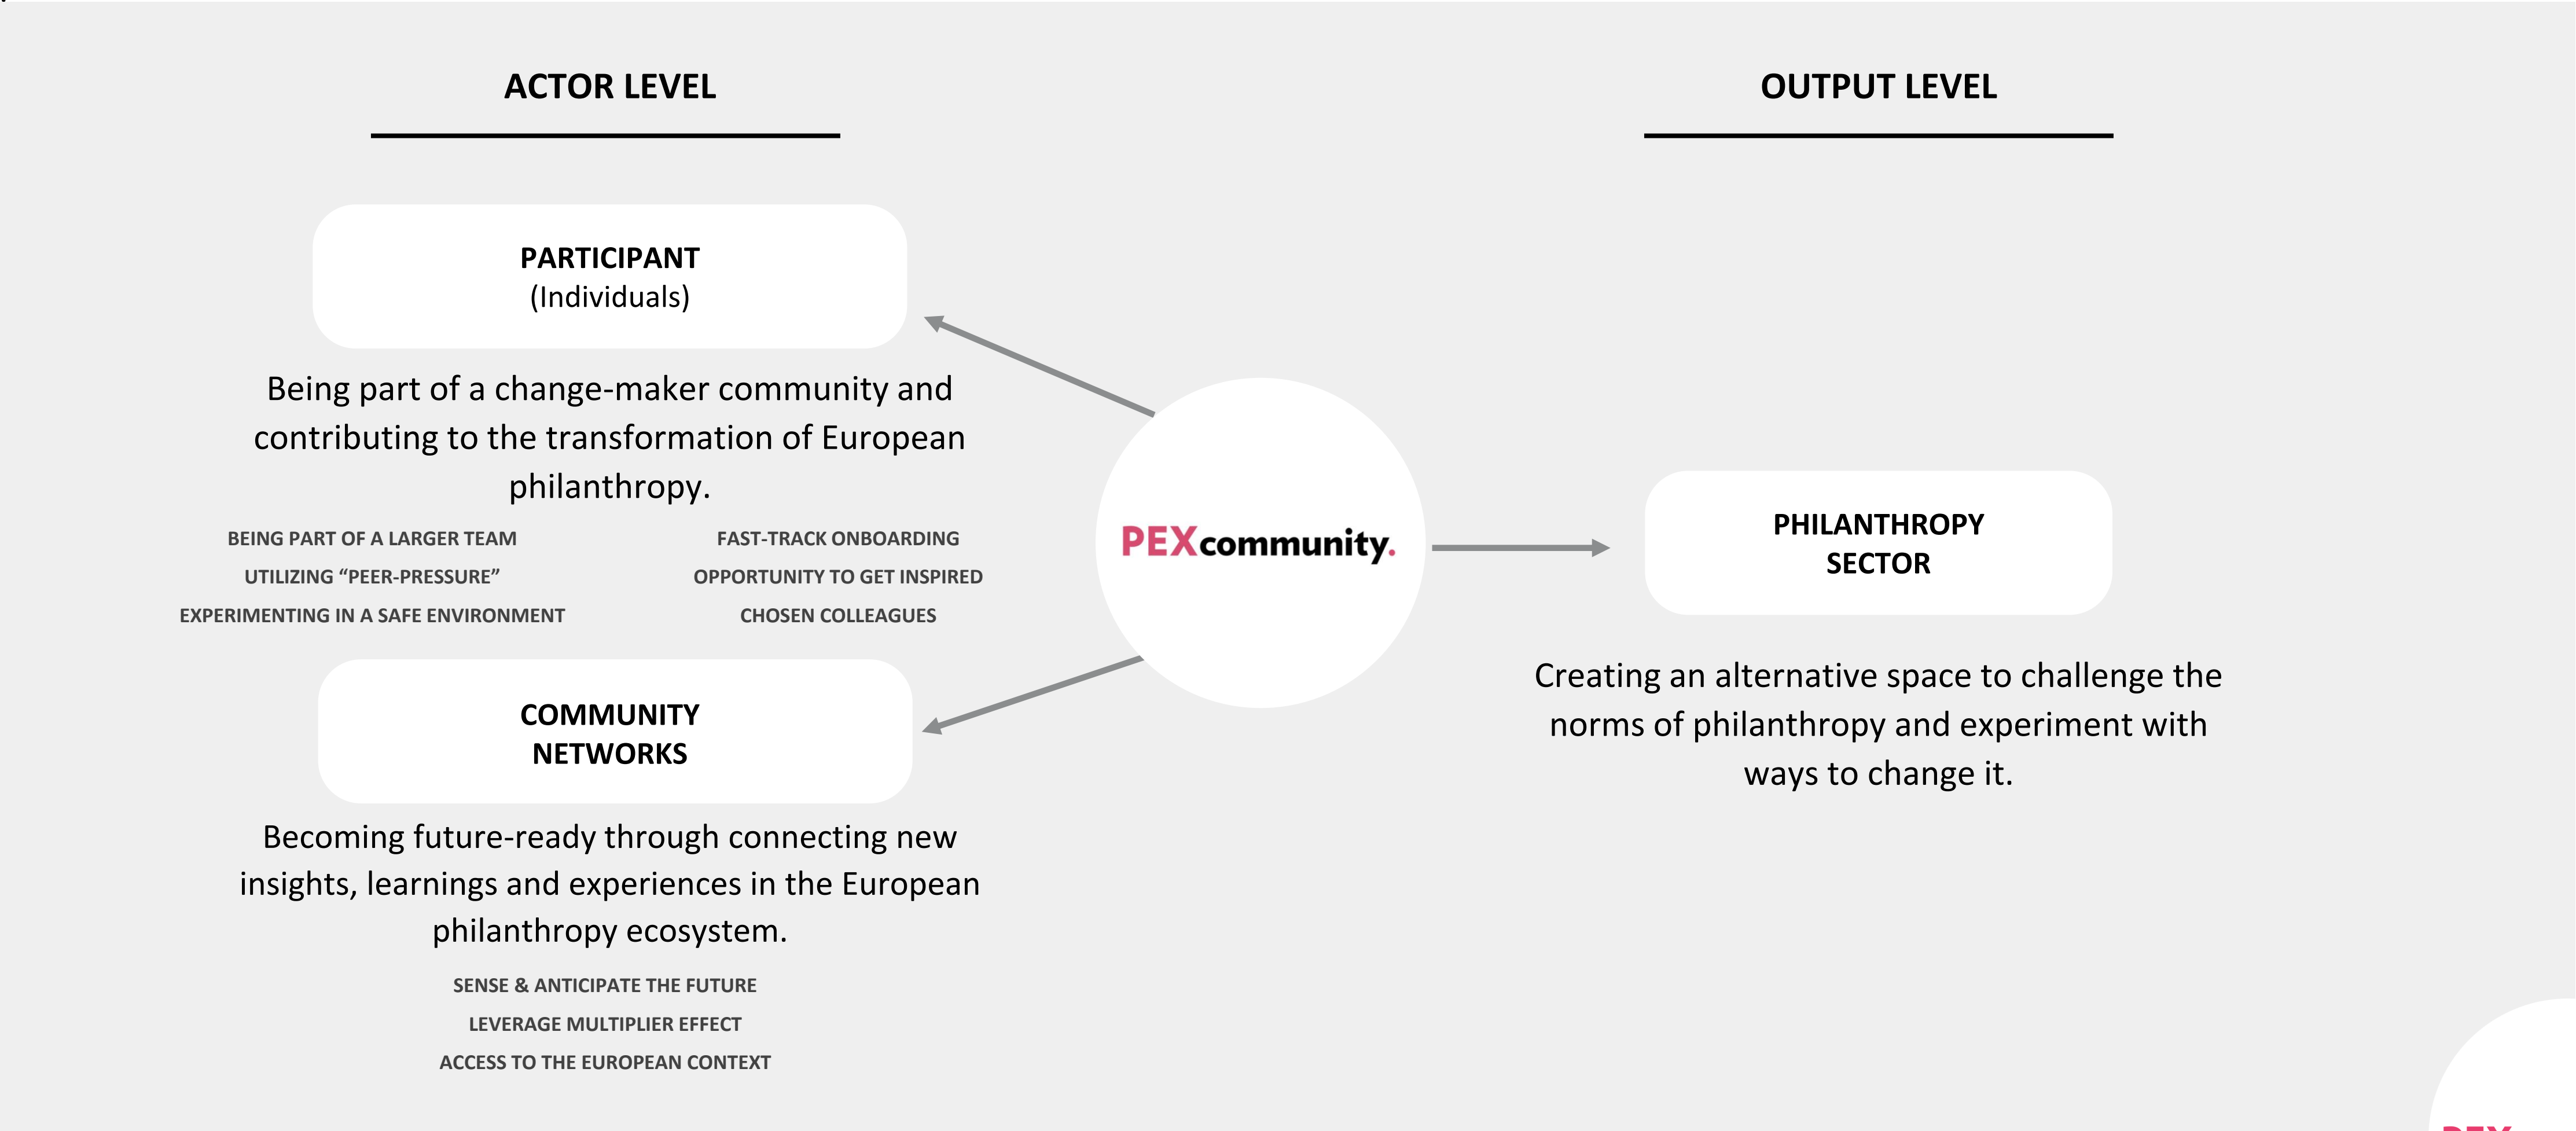 ACTOR LEVEL
PARTICIPANT
(Individuals)
Being part of a change-maker community and
contributing to the transformation of European
philanthropy.
BEING PART OF A LARGER TEAM
UTILIZING “PEER-PRESSURE”
EXPERIMENTING IN A SAFE ENVIRONMENT
FAST-TRACK ONBOARDING
OPPORTUNITY TO GET INSPIRED
CHOSEN COLLEAGUES
COMMUNITY
NETWORKS
Becoming future-ready through connecting new
insights, learnings and experiences in the European
philanthropy ecosystem.
SENSE & ANTICIPATE THE FUTURE
LEVERAGE MULTIPLIER EFFECT
ACCESS TO THE EUROPEAN CONTEXT
PEXcommunity.
OUTPUT LEVEL
PHILANTHROPY
SECTOR
Creating an alternative space to challenge the
norms of philanthropy and experiment with
ways to change it.